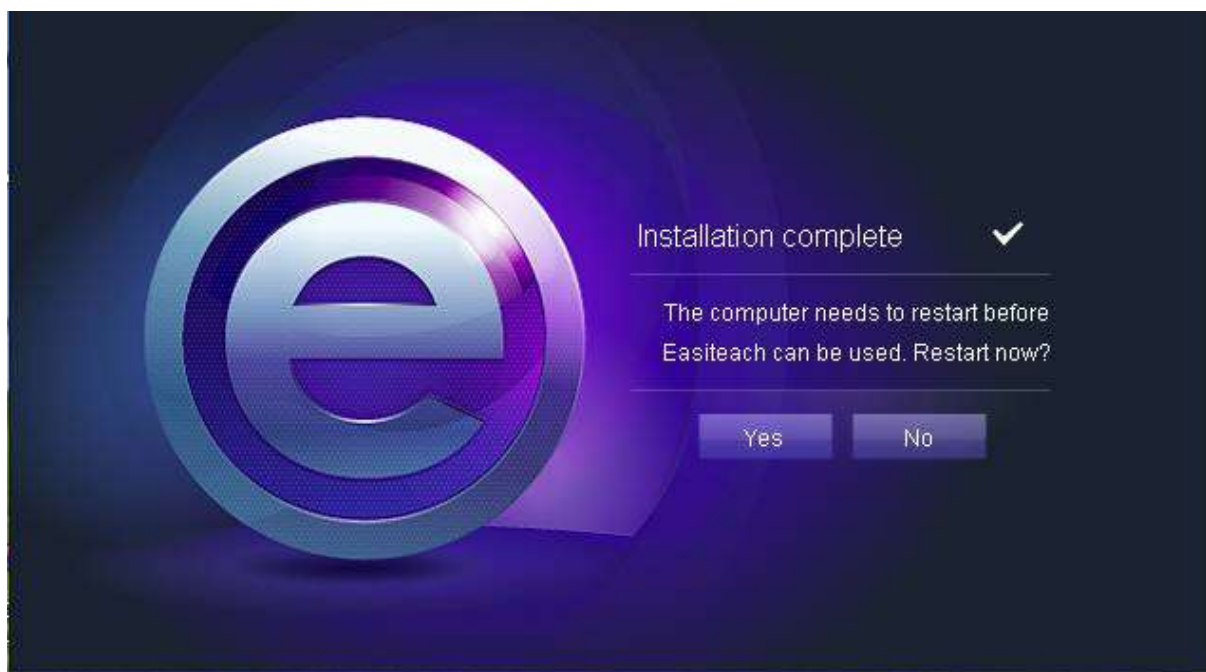 e
Installation complete
The computer needs to restart before
Easiteach can be used. Restart now?
Yes No